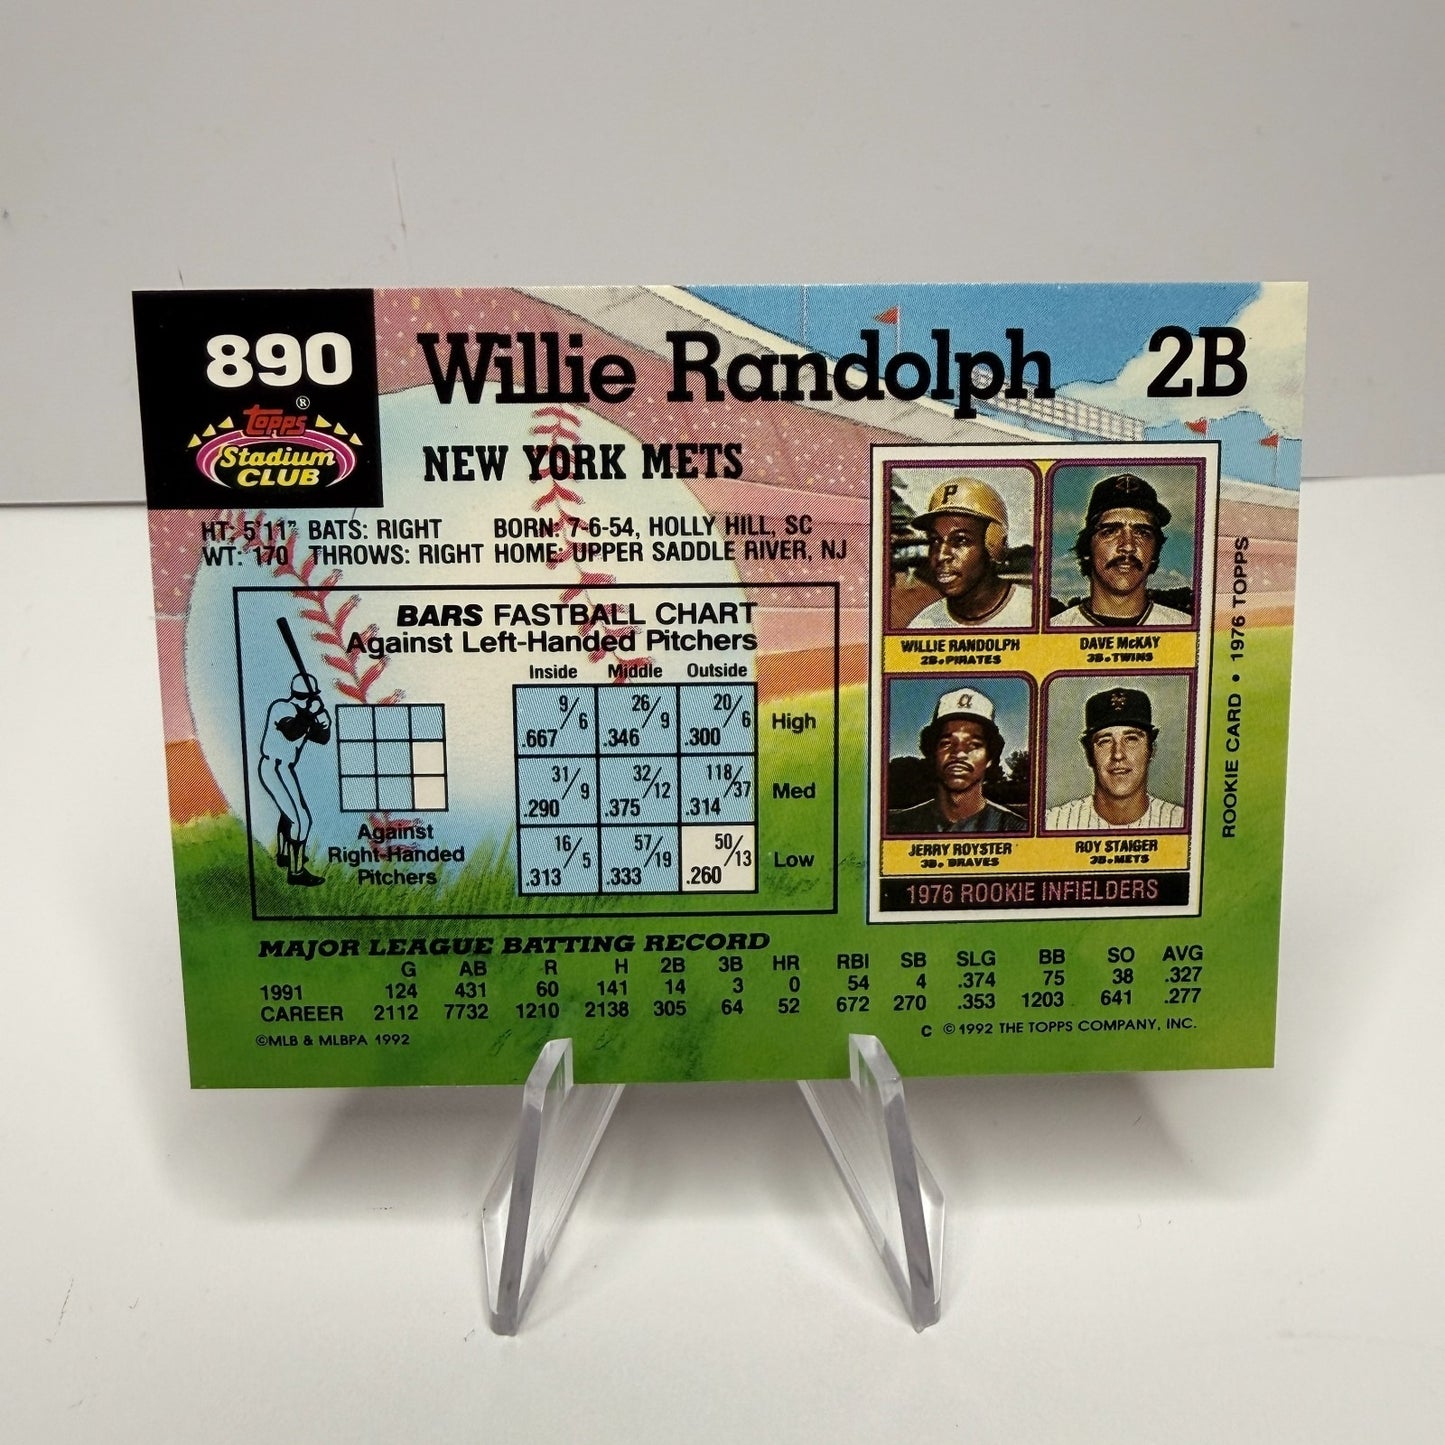 890
Willie Randolph 2B
Topps ®
Stadium
CLUB
NEW YORK METS
HT: 5'11" BATS: RIGHT BORN: 7-6-54, HOLLY HILL, SC
WT: 170 THROWS: RIGHT HOME: UPPER SADDLE RIVER, NJ
BARS FASTBALL CHART
Against Left-Handed Pitchers
Inside Middle Outside
9/6 .667 26/9 .346 20/6 .300 High
31/9 .290 32/12 .375 118/37 .314 Med
16/5 .313 57/19 .333 50/13 .260 Low
Against
Right-Handed
Pitchers
P
WILLIE RANDOLPH
2B•PIRATES
DAVE McKAY
3B•TWINS
a
JERRY ROYSTER
3B•BRAVES
ROY STAIGER
3B•METS
1976 ROOKIE INFIELDERS
ROOKIE CARD • 1976 TOPPS
MAJOR LEAGUE BATTING RECORD
G AB R H 2B 3B HR RBI SB SLG BB SO AVG
1991 124 431 60 141 14 3 0 54 4 .374 75 38 .327
CAREER 2112 7732 1210 2138 305 64 52 672 270 .353 1203 641 .277
©MLB & MLBPA 1992
C © 1992 THE TOPPS COMPANY, INC.